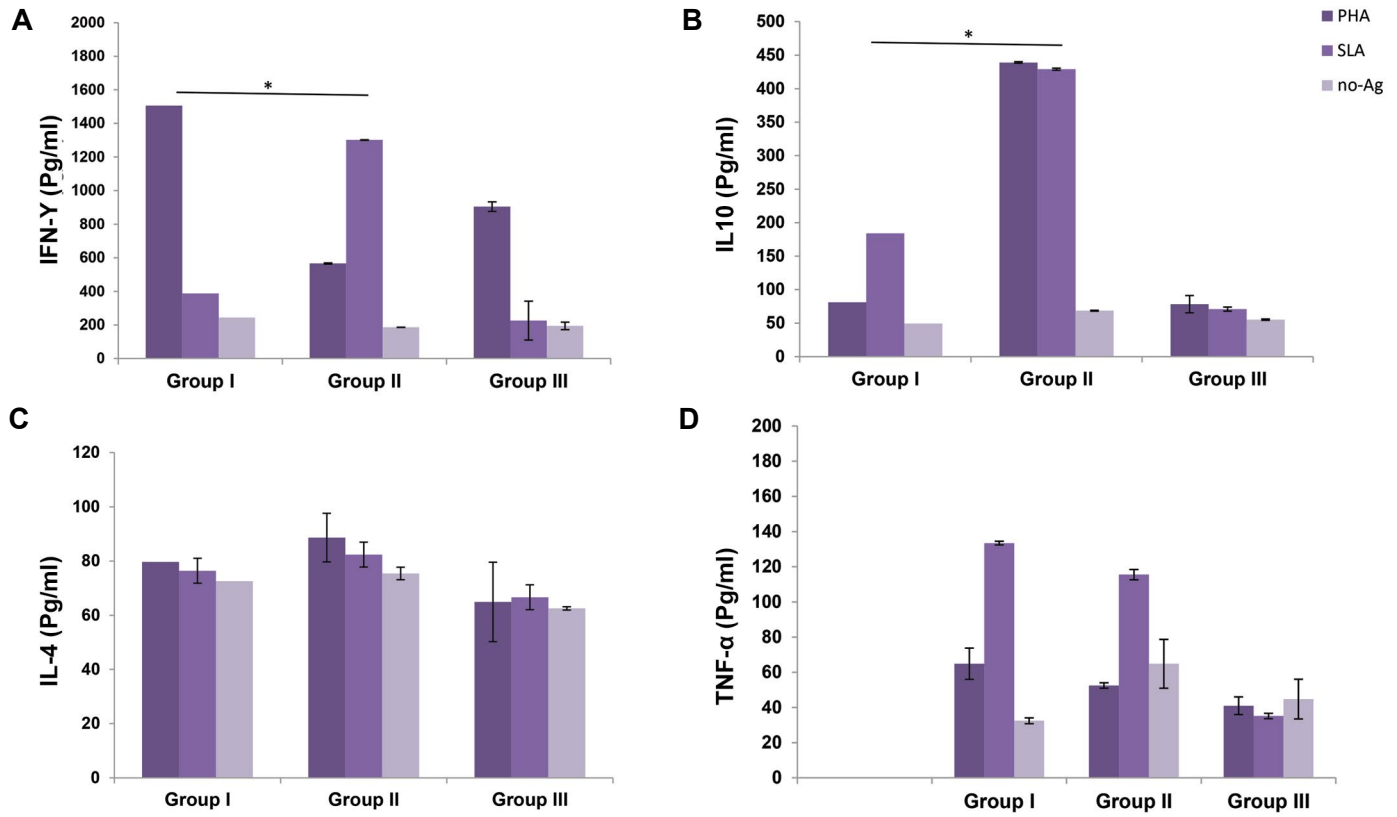 A
2000
1800
1600
1400
1200
1000
800
600
400
200
0
IFN-Y (Pg/ml)
*
Group I Group II Group III
B
500
450
400
350
300
250
200
150
100
50
0
IL10 (Pg/ml)
*
Group I Group II Group III
PHA
SLA
no-Ag
C
120
100
80
60
40
20
0
IL-4 (Pg/ml)
Group I Group II Group III
D
200
180
160
140
120
100
80
60
40
20
0
TNF-α (Pg/ml)
Group I Group II Group III